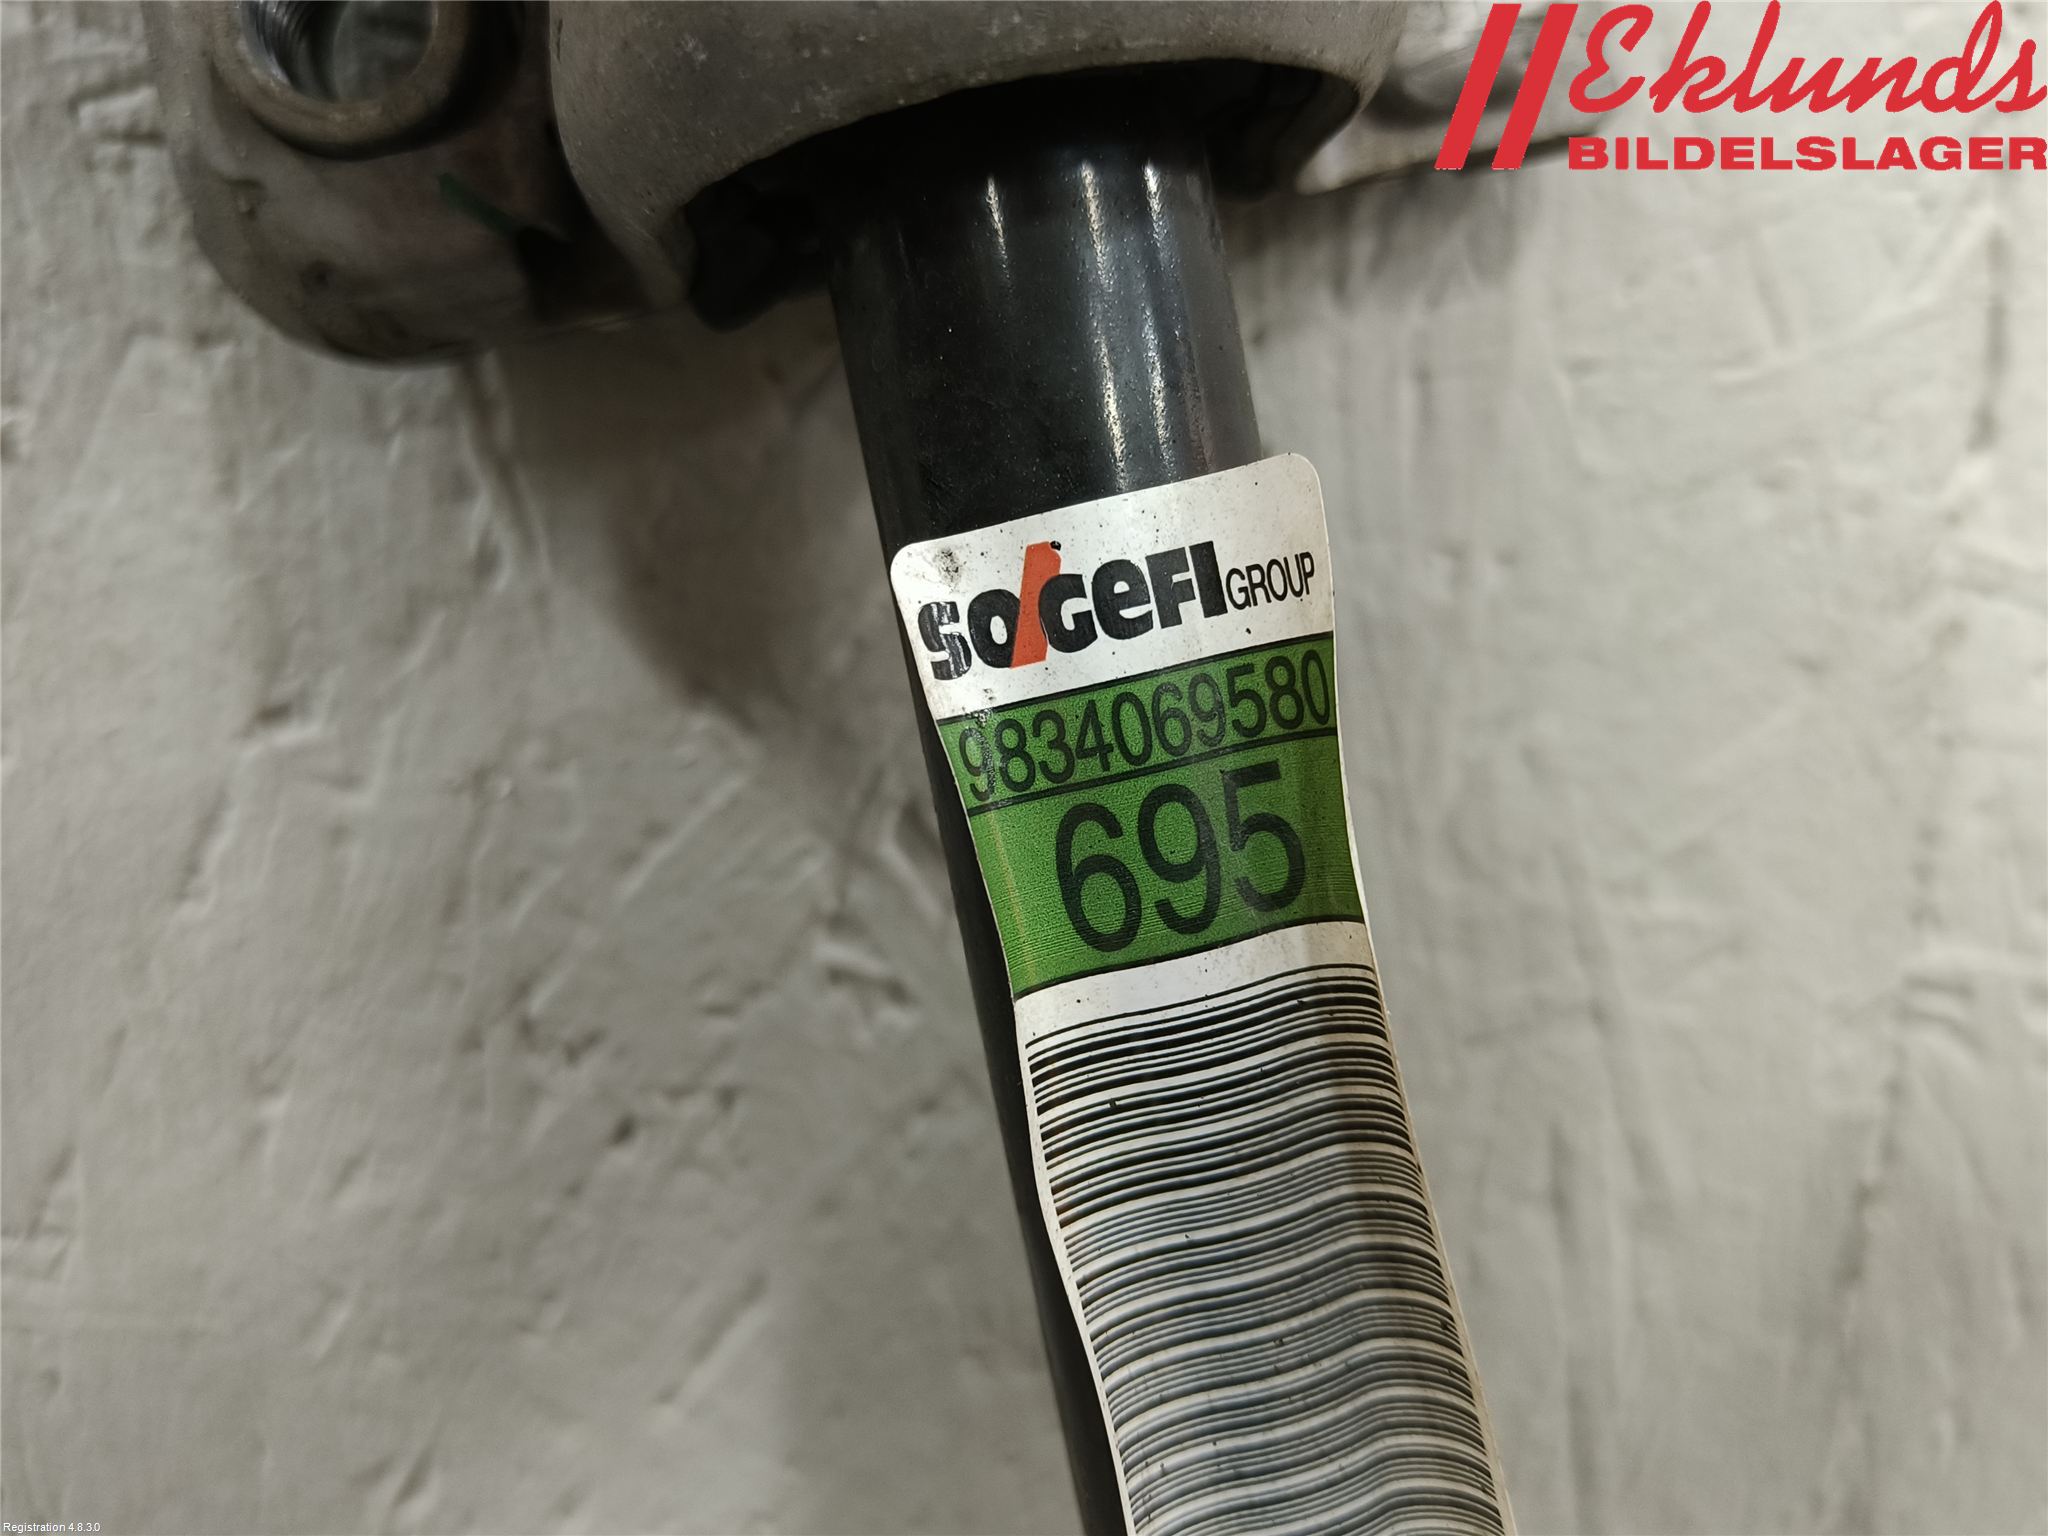 Eklunds
BILDELSLAGER
SOGEFI GROUP
9834069580
695
Registration 4.8.3.0